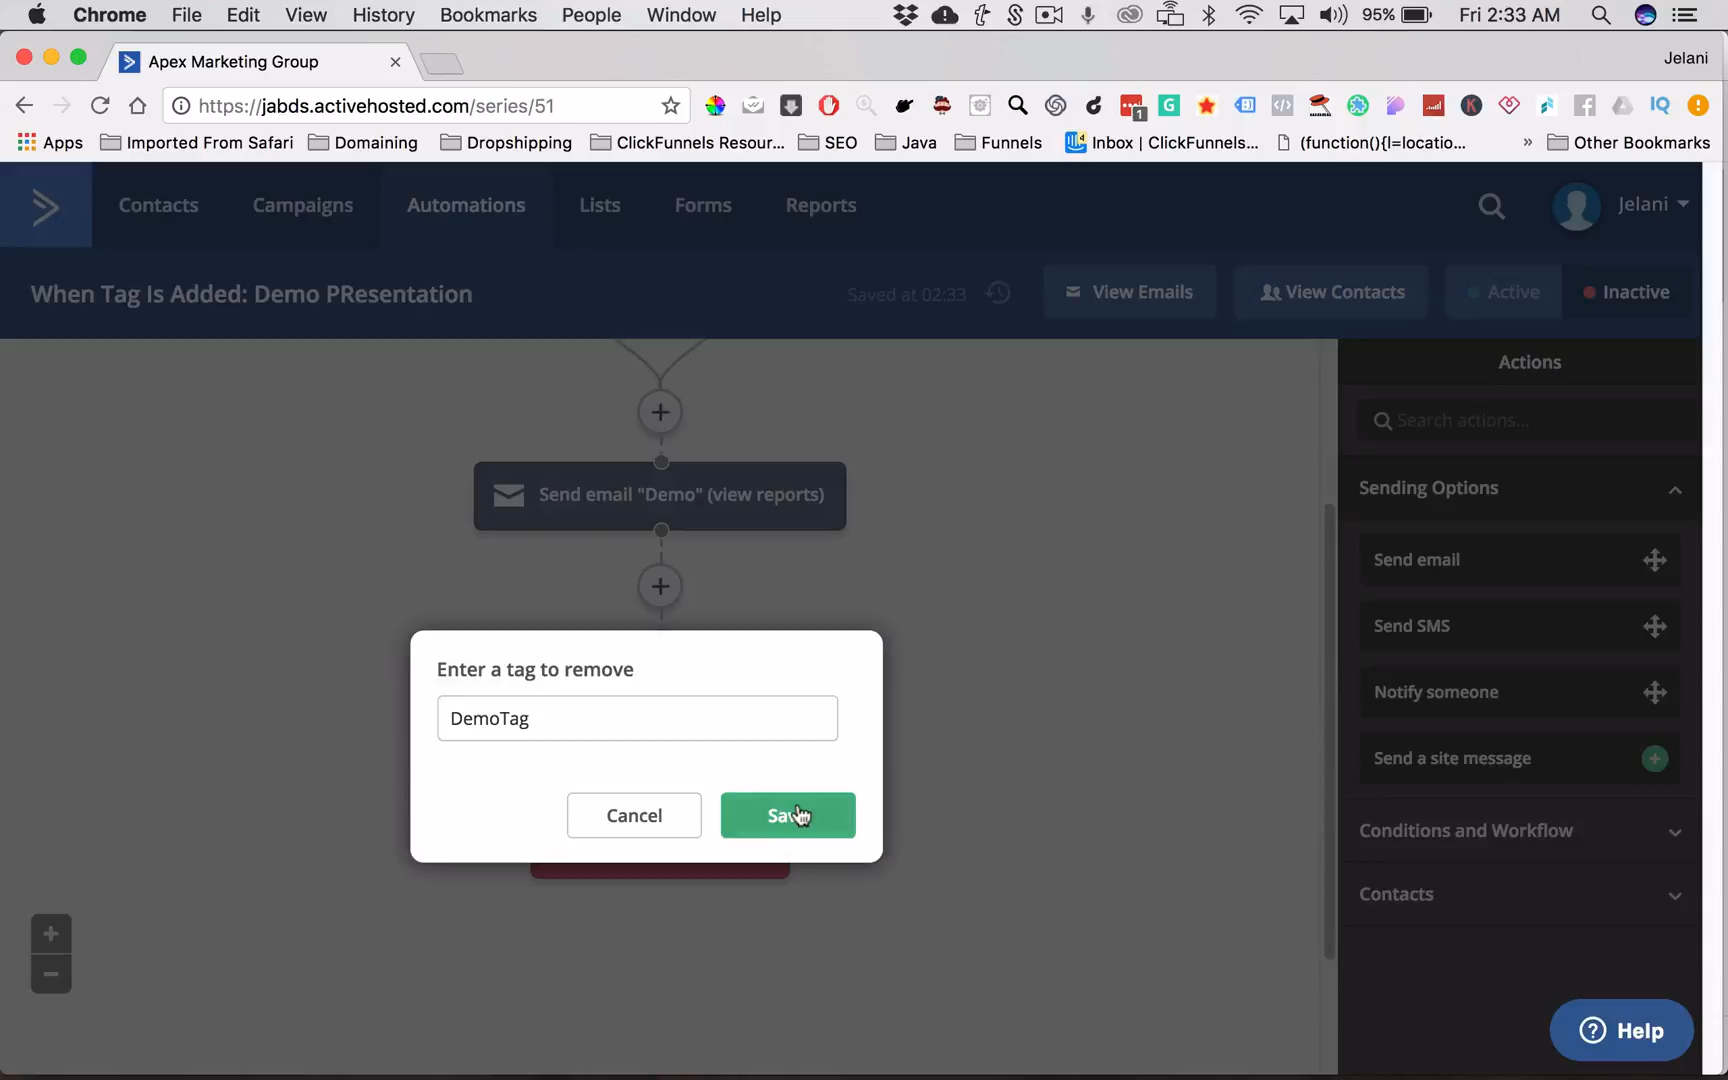 Chrome File Edit View History Bookmarks People Window Help 95% Fri 2:33 AM
Apex Marketing Group Jelani
https://jabds.activehosted.com/series/51
Apps Imported From Safari Domaining Dropshipping ClickFunnels Resour... SEO Java Funnels Inbox | ClickFunnels... (function(){l=locatio... » Other Bookmarks
Contacts Campaigns Automations Lists Forms Reports Jelani
When Tag Is Added: Demo PResentation Saved at 02:33 View Emails View Contacts Active Inactive
Actions
Search actions...
Sending Options
Send email "Demo" (view reports)
Send email
Send SMS
Enter a tag to remove
Notify someone
DemoTag
Send a site message
Cancel
Conditions and Workflow
Contacts
Help